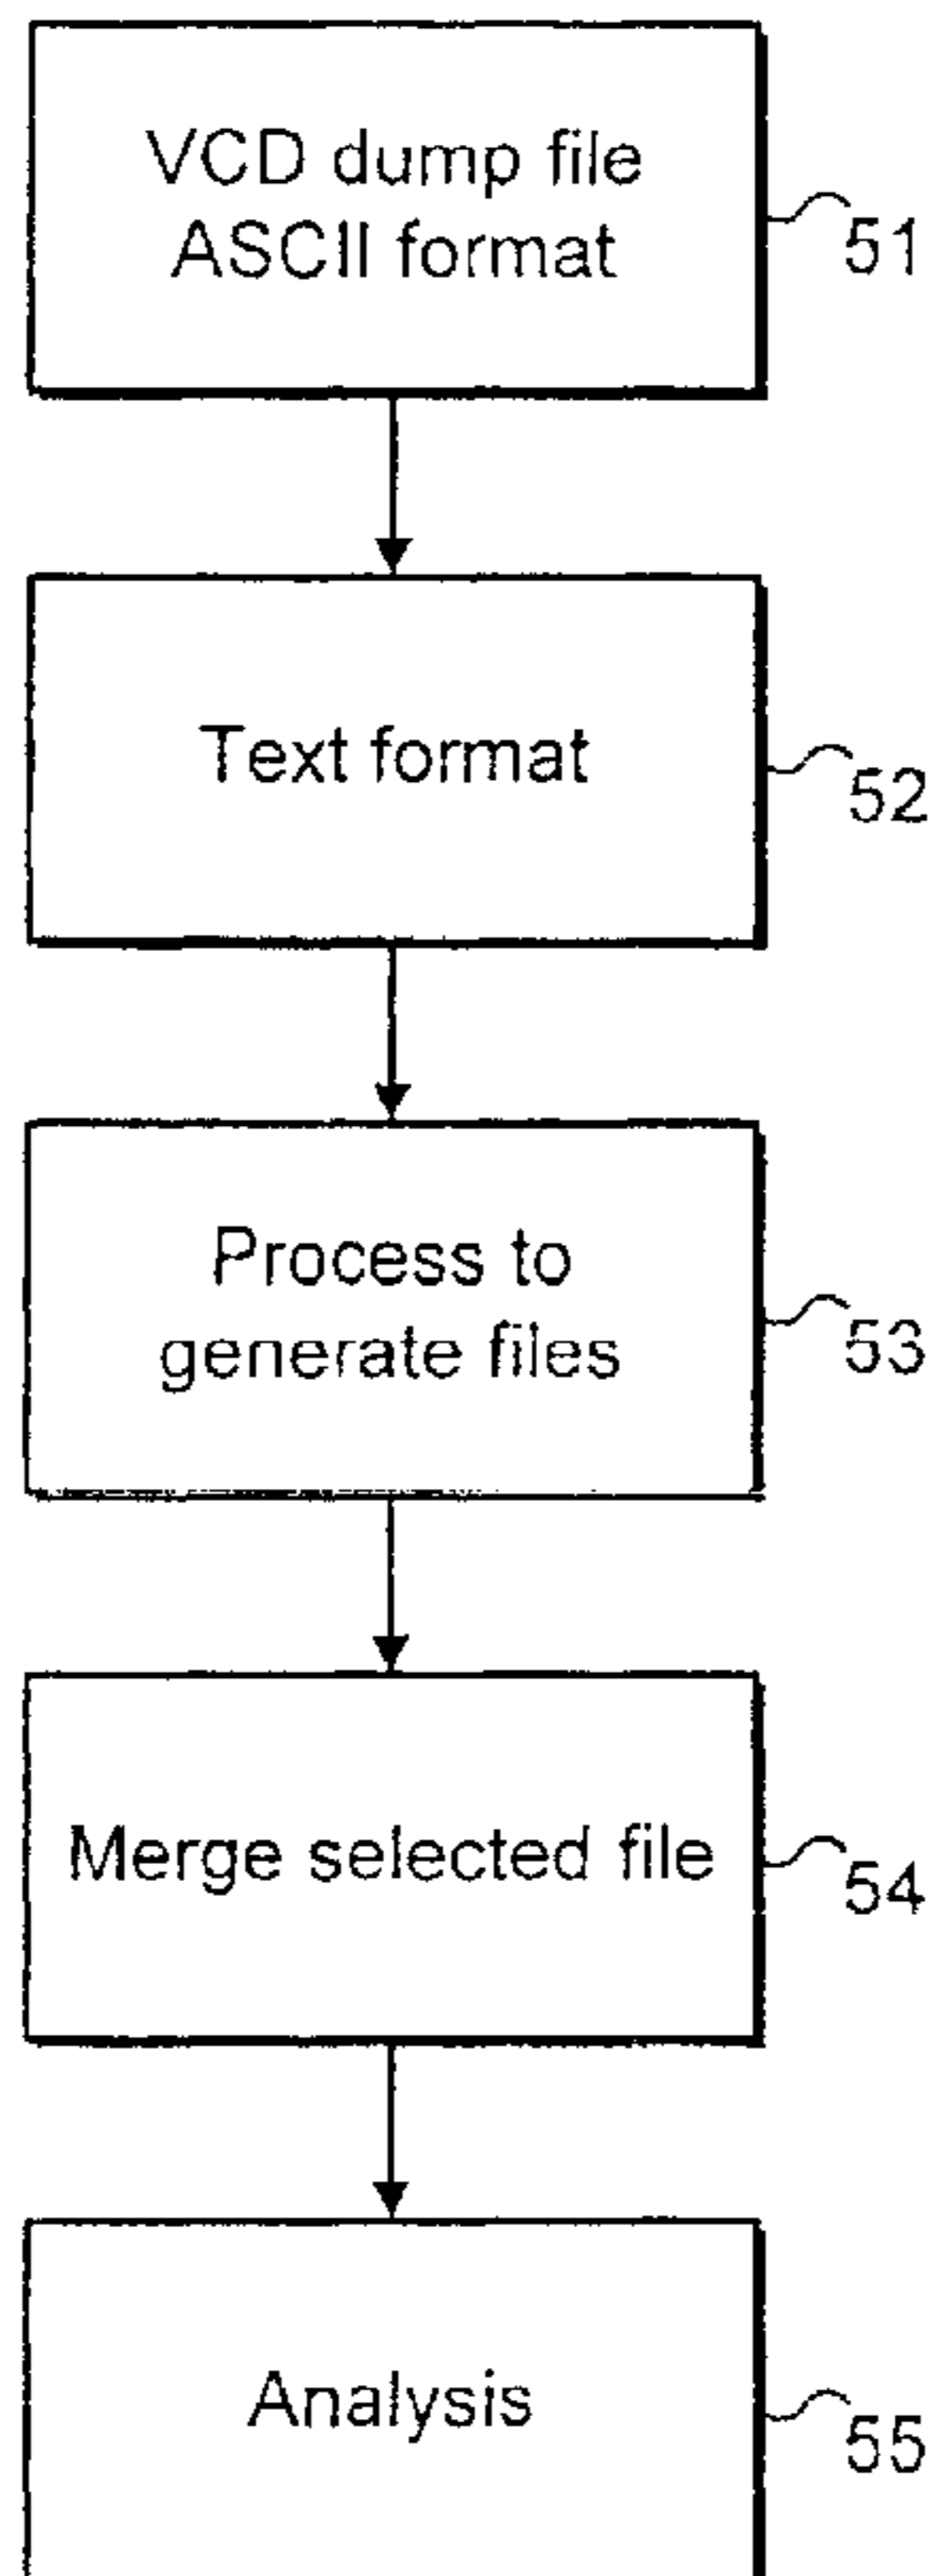 VCD dump file
ASCII format
51
Text format
52
Process to
generate files
53
Merge selected file
54
Analysis
55